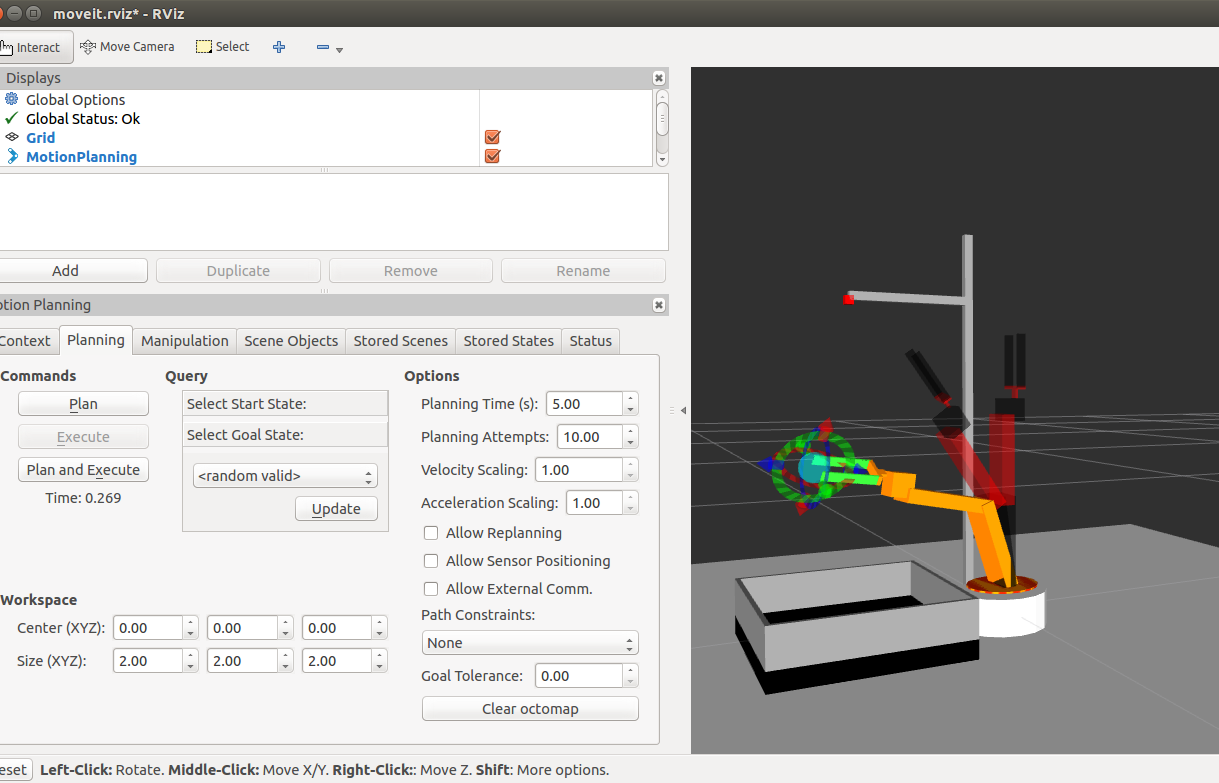 moveit.rviz* - RViz
Interact Move Camera Select
Displays
Global Options
Global Status: Ok
Grid
MotionPlanning
Add Duplicate Remove Rename
otion Planning
Context Planning Manipulation Scene Objects Stored Scenes Stored States Status
Commands Query Options
Plan Select Start State: Planning Time (s): 5.00
Execute Select Goal State: Planning Attempts: 10.00
Plan and Execute <random valid> Velocity Scaling: 1.00
Time: 0.269 Update Acceleration Scaling: 1.00
Allow Replanning
Allow Sensor Positioning
Allow External Comm.
Workspace Path Constraints:
Center (XYZ): 0.00 0.00 0.00 None
Size (XYZ): 2.00 2.00 2.00 Goal Tolerance: 0.00
Clear octomap
eset Left-Click: Rotate. Middle-Click: Move X/Y. Right-Click:: Move Z. Shift: More options.